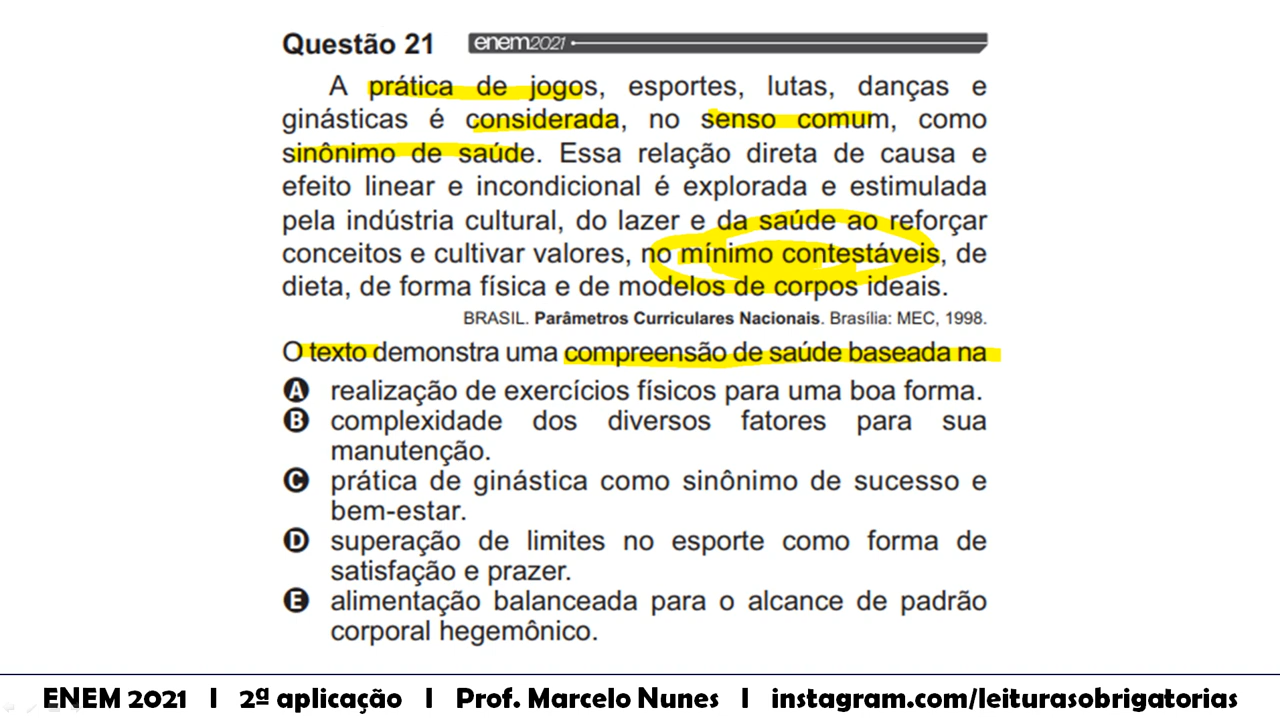 Questão 21 enem2021
A prática de jogos, esportes, lutas, danças e
ginásticas é considerada, no senso comum, como
sinônimo de saúde. Essa relação direta de causa e
efeito linear e incondicional é explorada e estimulada
pela indústria cultural, do lazer e da saúde ao reforçar
conceitos e cultivar valores, no mínimo contestáveis, de
dieta, de forma física e de modelos de corpos ideais.
BRASIL. Parâmetros Curriculares Nacionais. Brasília: MEC, 1998.
O texto demonstra uma compreensão de saúde baseada na
A realização de exercícios físicos para uma boa forma.
B complexidade dos diversos fatores para sua
manutenção.
C prática de ginástica como sinônimo de sucesso e
bem-estar.
D superação de limites no esporte como forma de
satisfação e prazer.
E alimentação balanceada para o alcance de padrão
corporal hegemônico.
ENEM 2021 I 2ª aplicação I Prof. Marcelo Nunes I instagram.com/leiturasobrigatorias